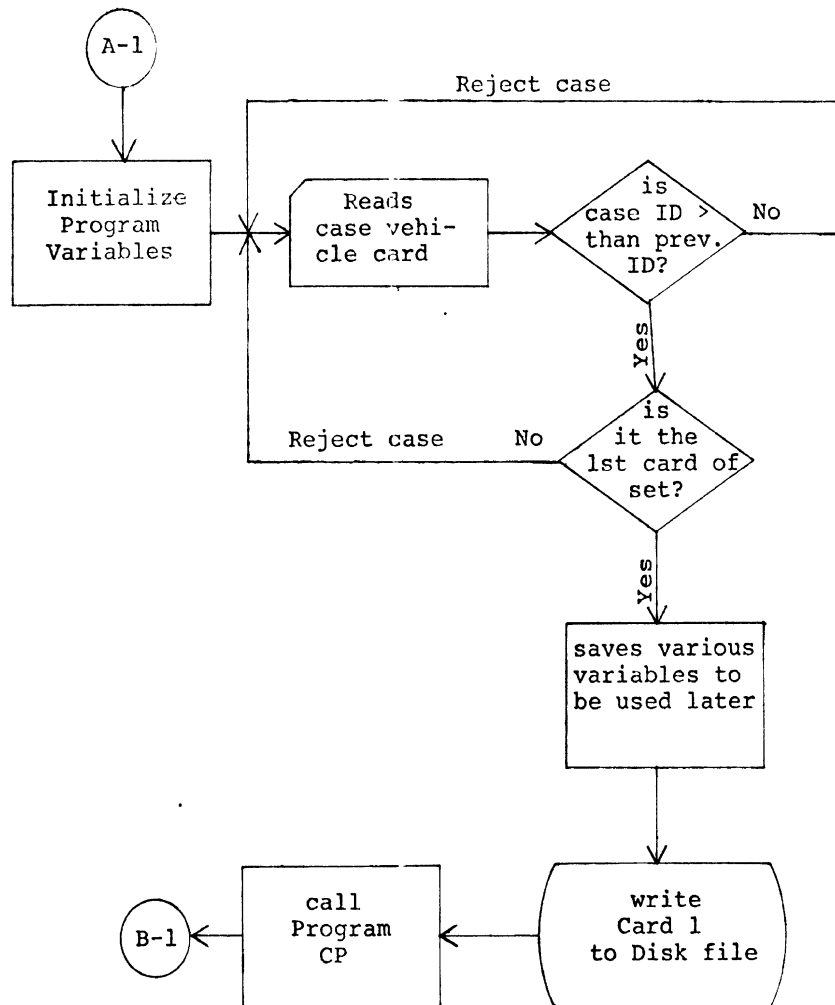 A-1
Reject case
Initialize
Program
Variables
Reads
case vehi-
cle card
is
case ID >
than prev.
ID?
No
Yes
Reject case
No
is
it the
1st card of
set?
Yes
saves various
variables to
be used later
B-1
call
Program
CP
write
Card 1
to Disk file